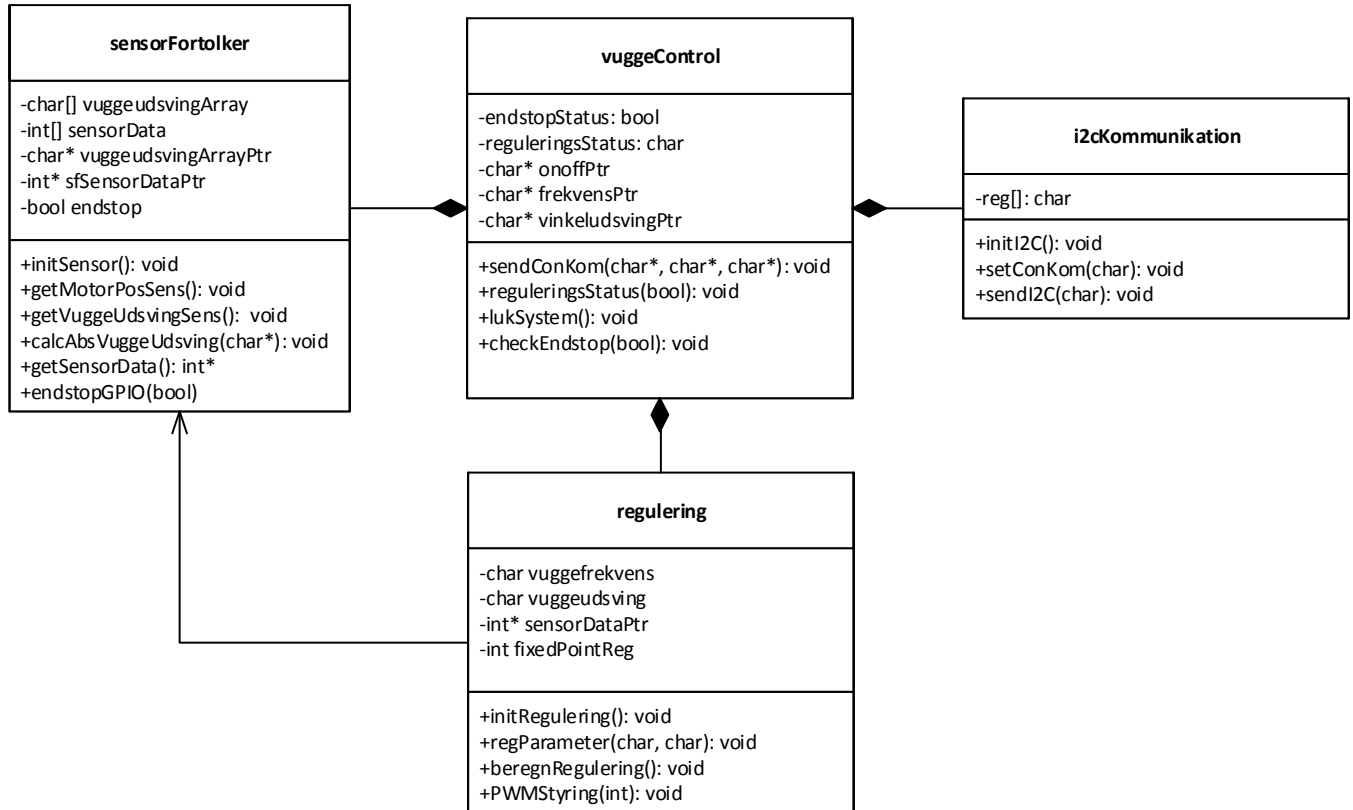 sensorFortolker
-char[] vuggeudsvingArray
-int[] sensorData
-char* vuggeudsvingArrayPtr
-int* sfSensorDataPtr
-bool endstop
+initSensor(): void
+getMotorPosSens(): void
+getVuggeUdsvingSens(): void
+calcAbsVuggeUdsving(char*): void
+getSensorData(): int*
+endstopGPIO(bool)
vuggeControl
-endstopStatus: bool
-reguleringsStatus: char
-char* onoffPtr
-char* frekvensPtr
-char* vinkeludsvingPtr
+sendConKom(char*, char*, char*): void
+reguleringsStatus(bool): void
+lukSystem(): void
+checkEndstop(bool): void
i2cKommunikation
-reg[]: char
+initI2C(): void
+setConKom(char): void
+sendI2C(char): void
regulering
-char vuggefrekvens
-char vuggeudsving
-int* sensorDataPtr
-int fixedPointReg
+initRegulering(): void
+regParameter(char, char): void
+beregnRegulering(): void
+PWMStyring(int): void